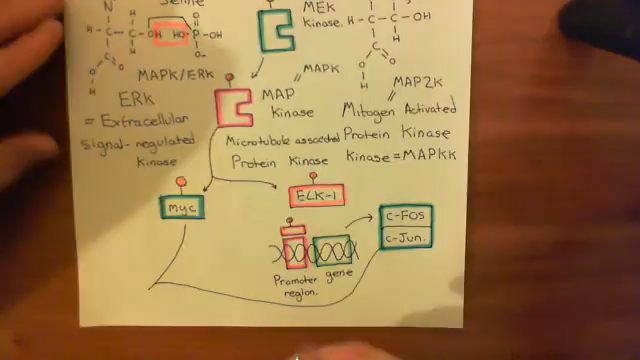 Serine
N
H-C-C-OH HO-P-OH
H
O
O
O-
H
MEK
Kinase.
H-C-C-OH
H
C
O
O
H
MAPK/ERK
MAPK
MAP2K
ERK
= Extracellular
signal-regulated
kinase
MAP
Kinase
Mitogen Activated
Protein Kinase
Kinase = MAPKK
Microtubule associated
Protein Kinase
myc
ELK-1
c-FOS
c-Jun.
Promoter
region.
gene